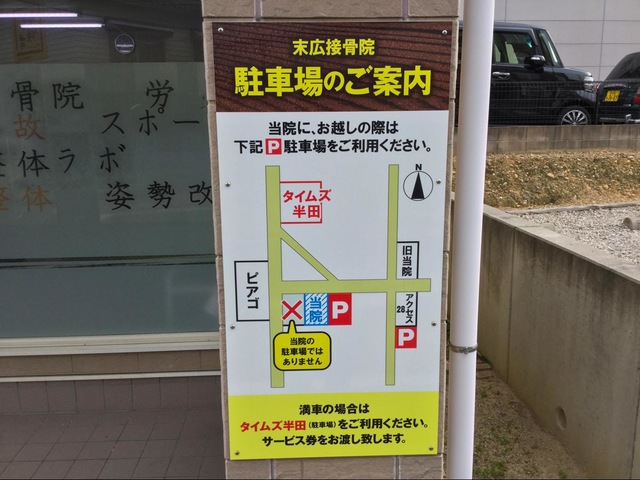 末広接骨院
駐車場のご案内
当院に、お越しの際は
下記P駐車場をご利用ください。
N
タイムズ
半田
旧当院
ピアゴ
当院
P
アクセス
28
P
当院の
駐車場では
ありません
満車の場合は
タイムズ半田(駐車場)をご利用ください。
サービス券をお渡し致します。
骨院 労
故 スポー
体ラボ
整体 姿勢改